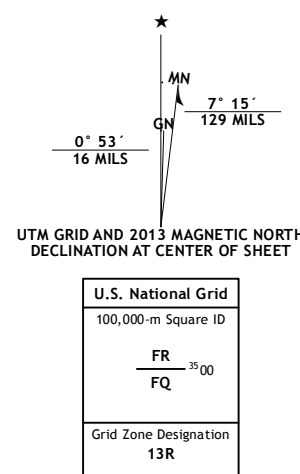 ★
MN
GN
7° 15´
129 MILS
0° 53´
16 MILS
UTM GRID AND 2013 MAGNETIC NORTH
DECLINATION AT CENTER OF SHEET
U.S. National Grid
100,000-m Square ID
FR
3500
FQ
Grid Zone Designation
13R